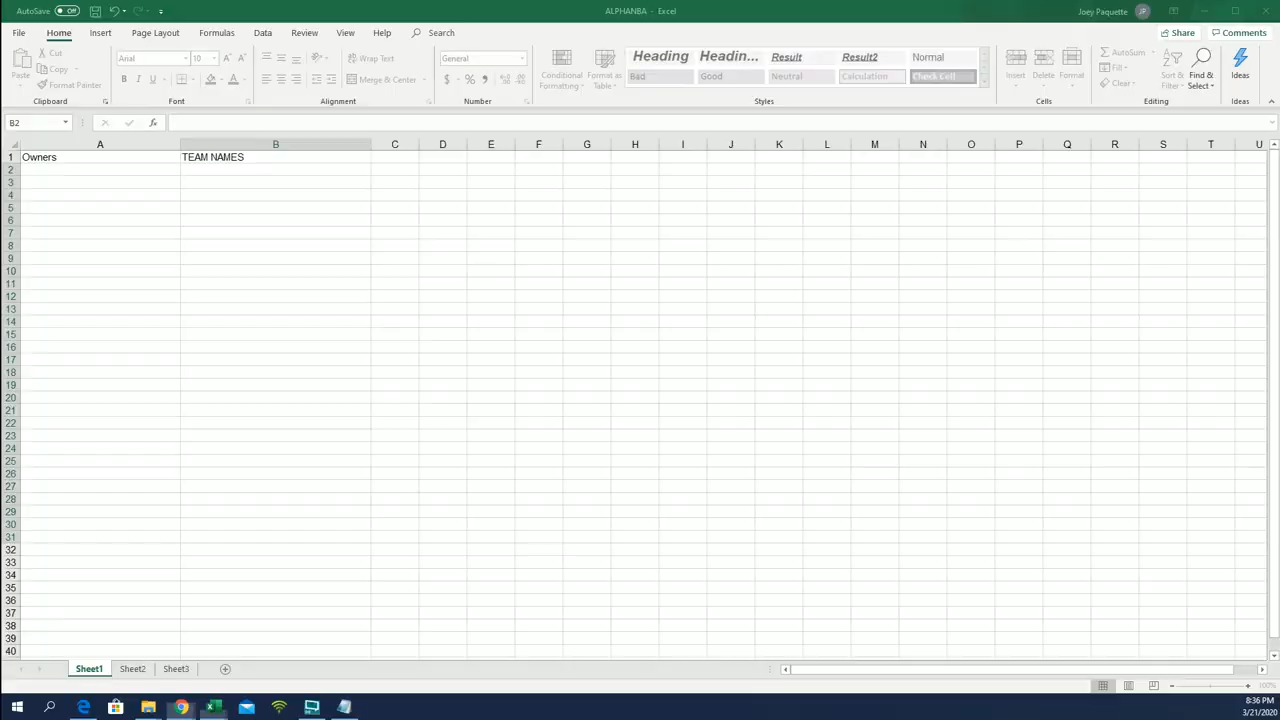 AutoSave Off
ALPHANBA - Excel
Joey Paquette JP
File Home Insert Page Layout Formulas Data Review View Help Search
Share Comments
Paste
Cut
Copy
Format Painter
Clipboard
Arial 10
B I U
Font
Wrap Text
Merge & Center
Alignment
General
$ % ,
Number
Conditional Formatting
Format as Table
Heading Headin... Result Result2 Normal
Bad Good Neutral Calculation Check Cell
Styles
Insert Delete Format
Cells
AutoSum
Fill
Clear
Sort & Filter
Find & Select
Editing
Ideas
Ideas
B2 fx
A B C D E F G H I J K L M N O P Q R S T U
1 Owners TEAM NAMES
2
3
4
5
6
7
8
9
10
11
12
13
14
15
16
17
18
19
20
21
22
23
24
25
26
27
28
29
30
31
32
33
34
35
36
37
38
39
40
Sheet1 Sheet2 Sheet3
100%
8:36 PM
3/21/2020